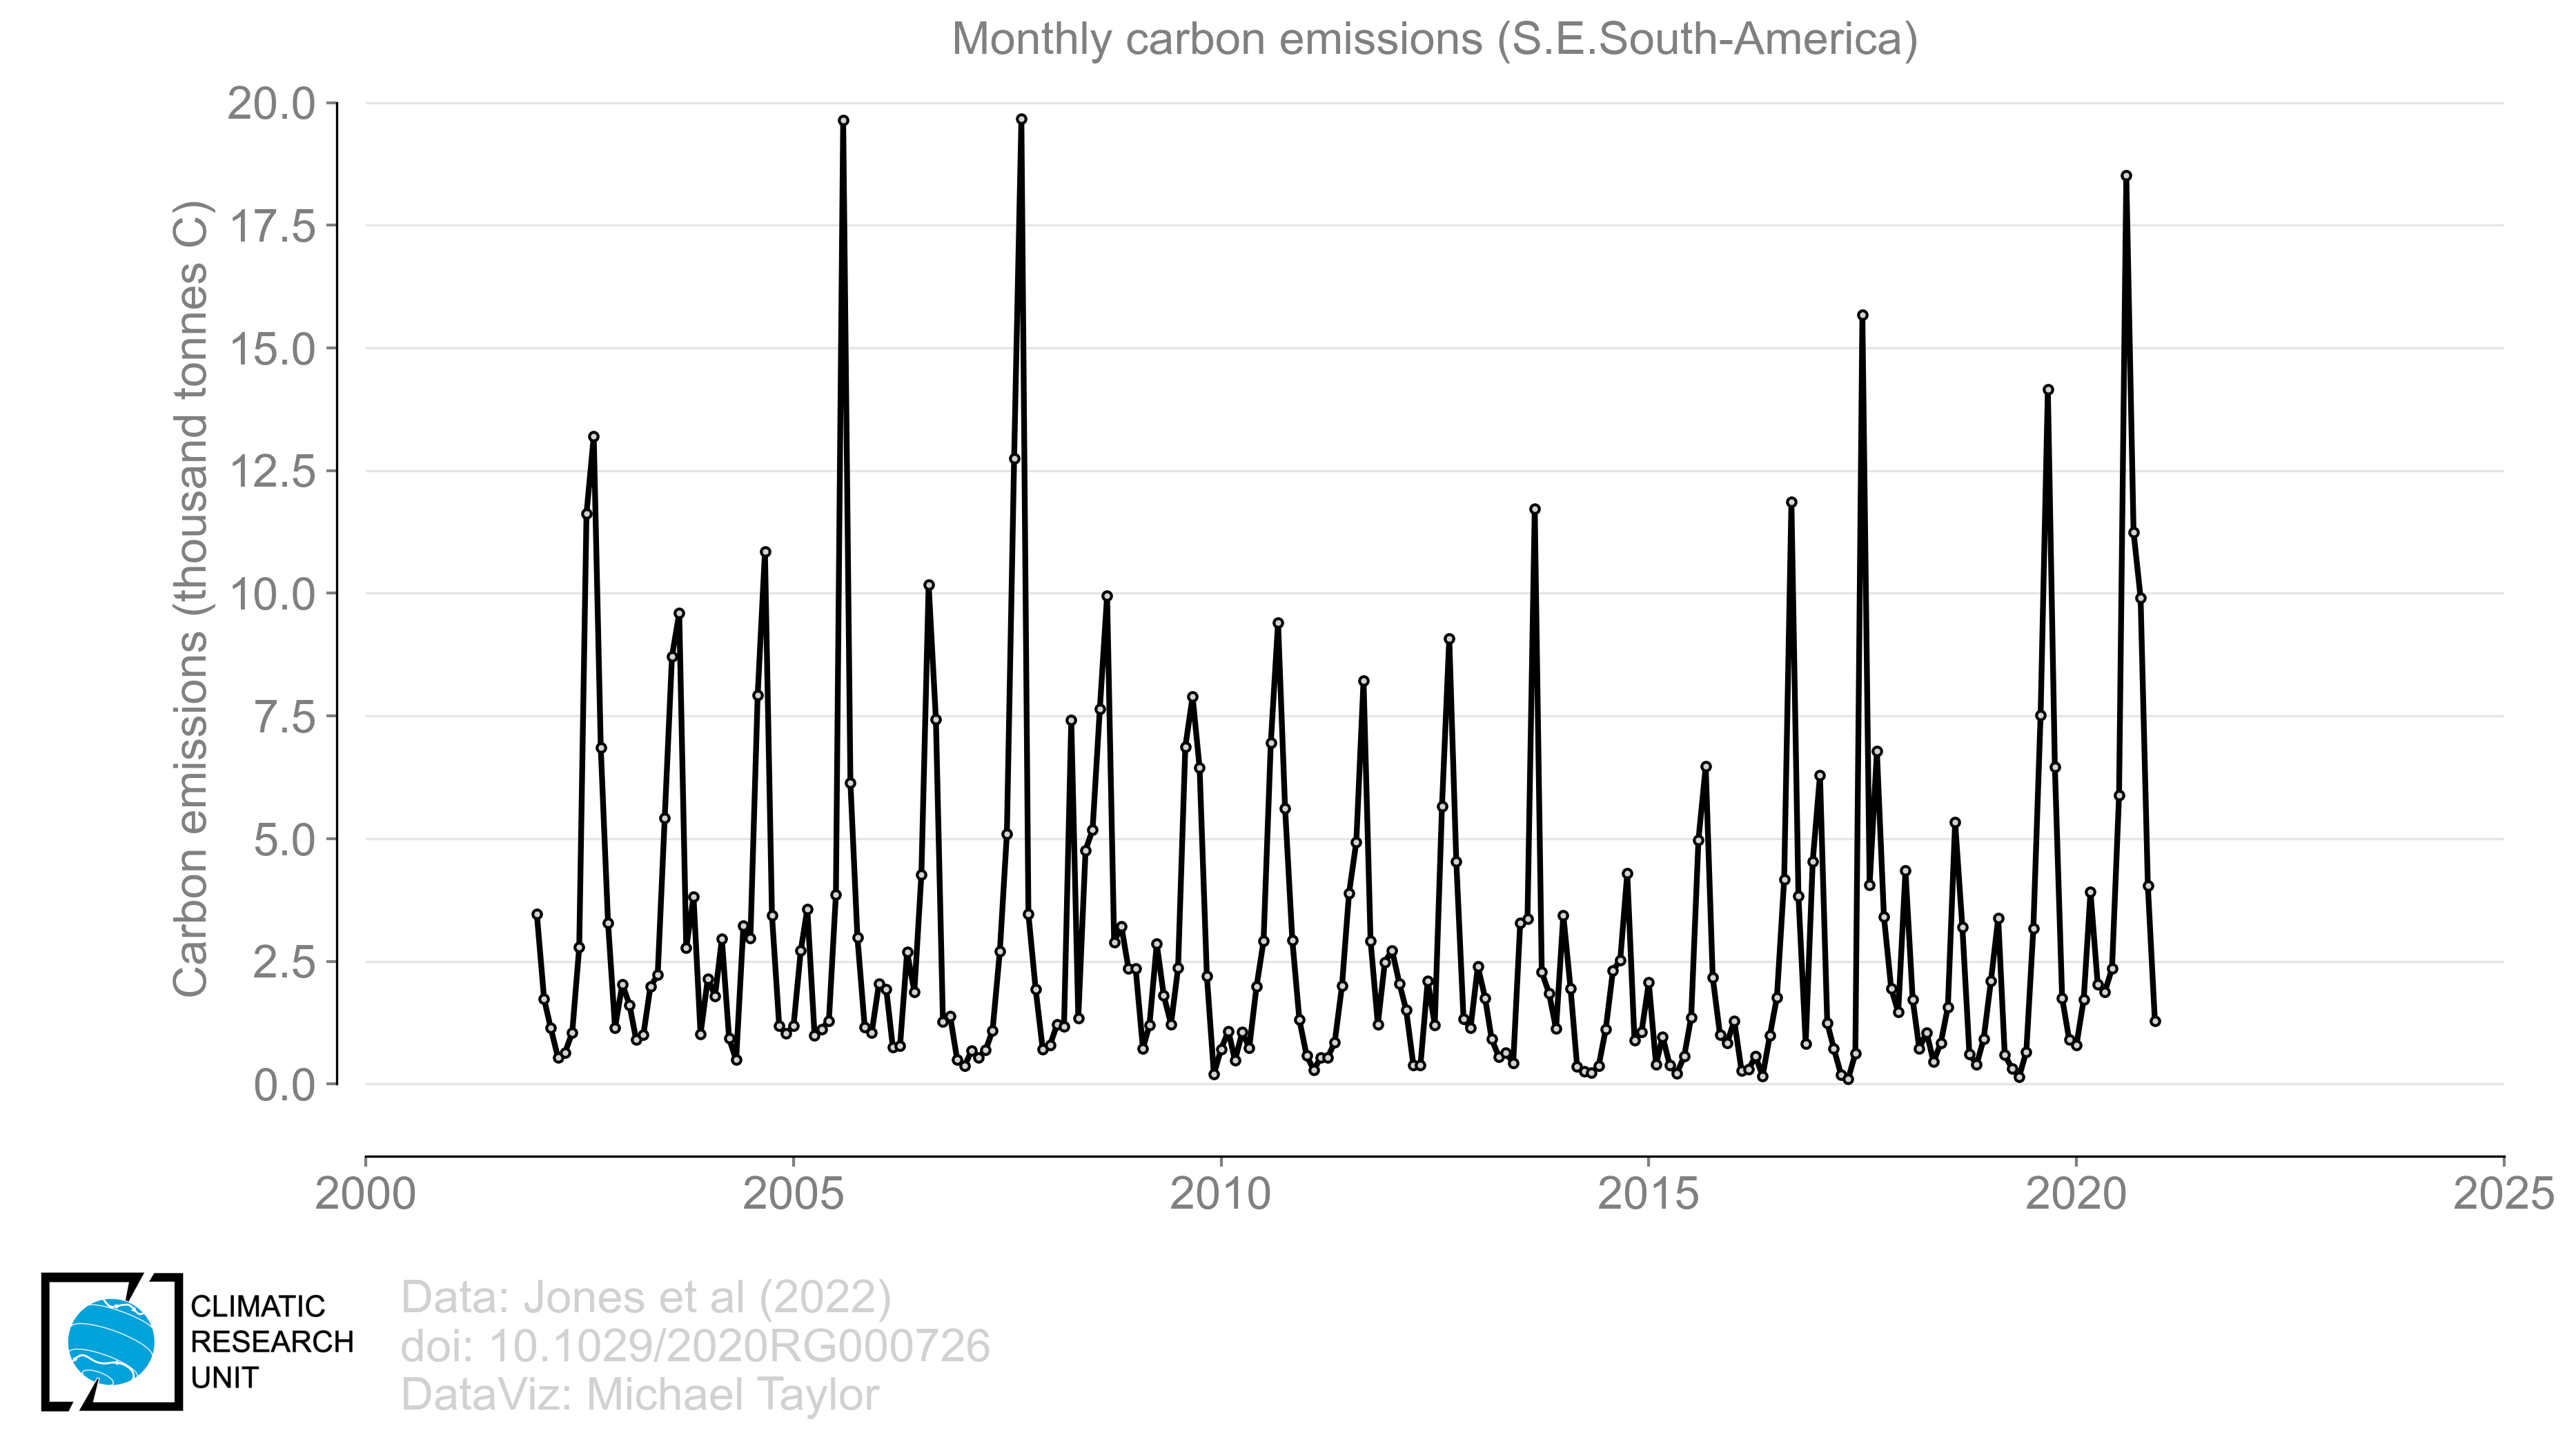 Monthly carbon emissions (S.E.South-America)
Carbon emissions (thousand tonnes C)
20.0
17.5
15.0
12.5
10.0
7.5
5.0
2.5
0.0
2000
2005
2010
2015
2020
2025
CLIMATIC
RESEARCH
UNIT
Data: Jones et al (2022)
doi: 10.1029/2020RG000726
DataViz: Michael Taylor